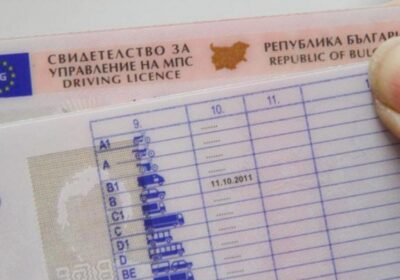 СВИДЕТЕЛСТВО ЗА
УПРАВЛЕНИЕ НА МПС
DRIVING LICENCE
РЕПУБЛИКА БЪЛГАРИ
REPUBLIC OF BUL
9. 10. 11.
A1
A
B1 11.10.2011
B
C1
C
D1
D
BE